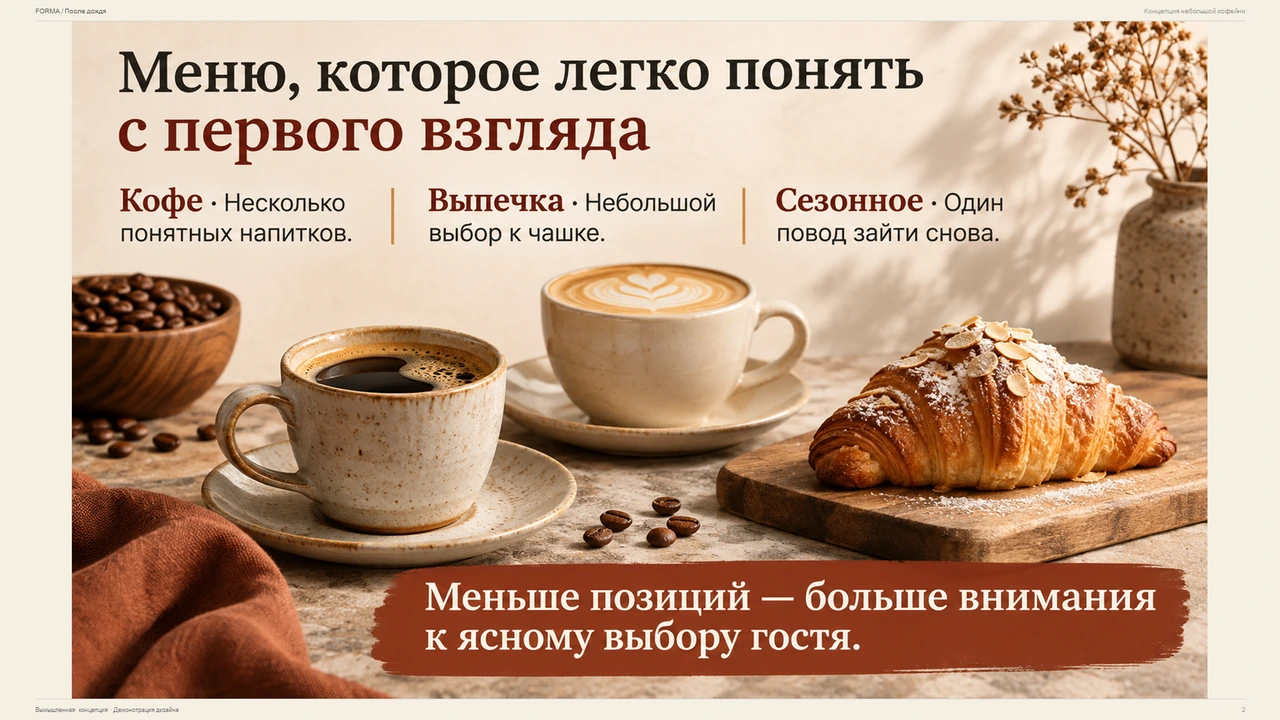 FORMA / После дождя
Концепция небольшой кофейни
Меню, которое легко понять
с первого взгляда
Кофе · Несколько
понятных напитков.
Выпечка · Небольшой
выбор к чашке.
Сезонное · Один
повод зайти снова.
Меньше позиций — больше внимания
к ясному выбору гостя.
Вымышленная концепция · Демонстрация дизайна
2